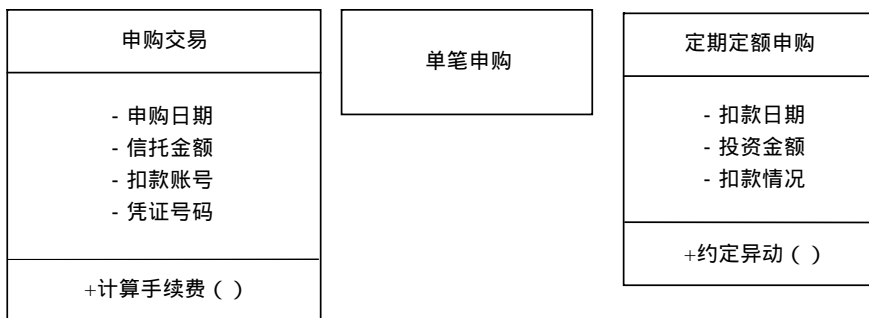 申购交易
- 申购日期
- 信托金额
- 扣款账号
- 凭证号码
+计算手续费（ ）
单笔申购
定期定额申购
- 扣款日期
- 投资金额
- 扣款情况
+约定异动（ ）